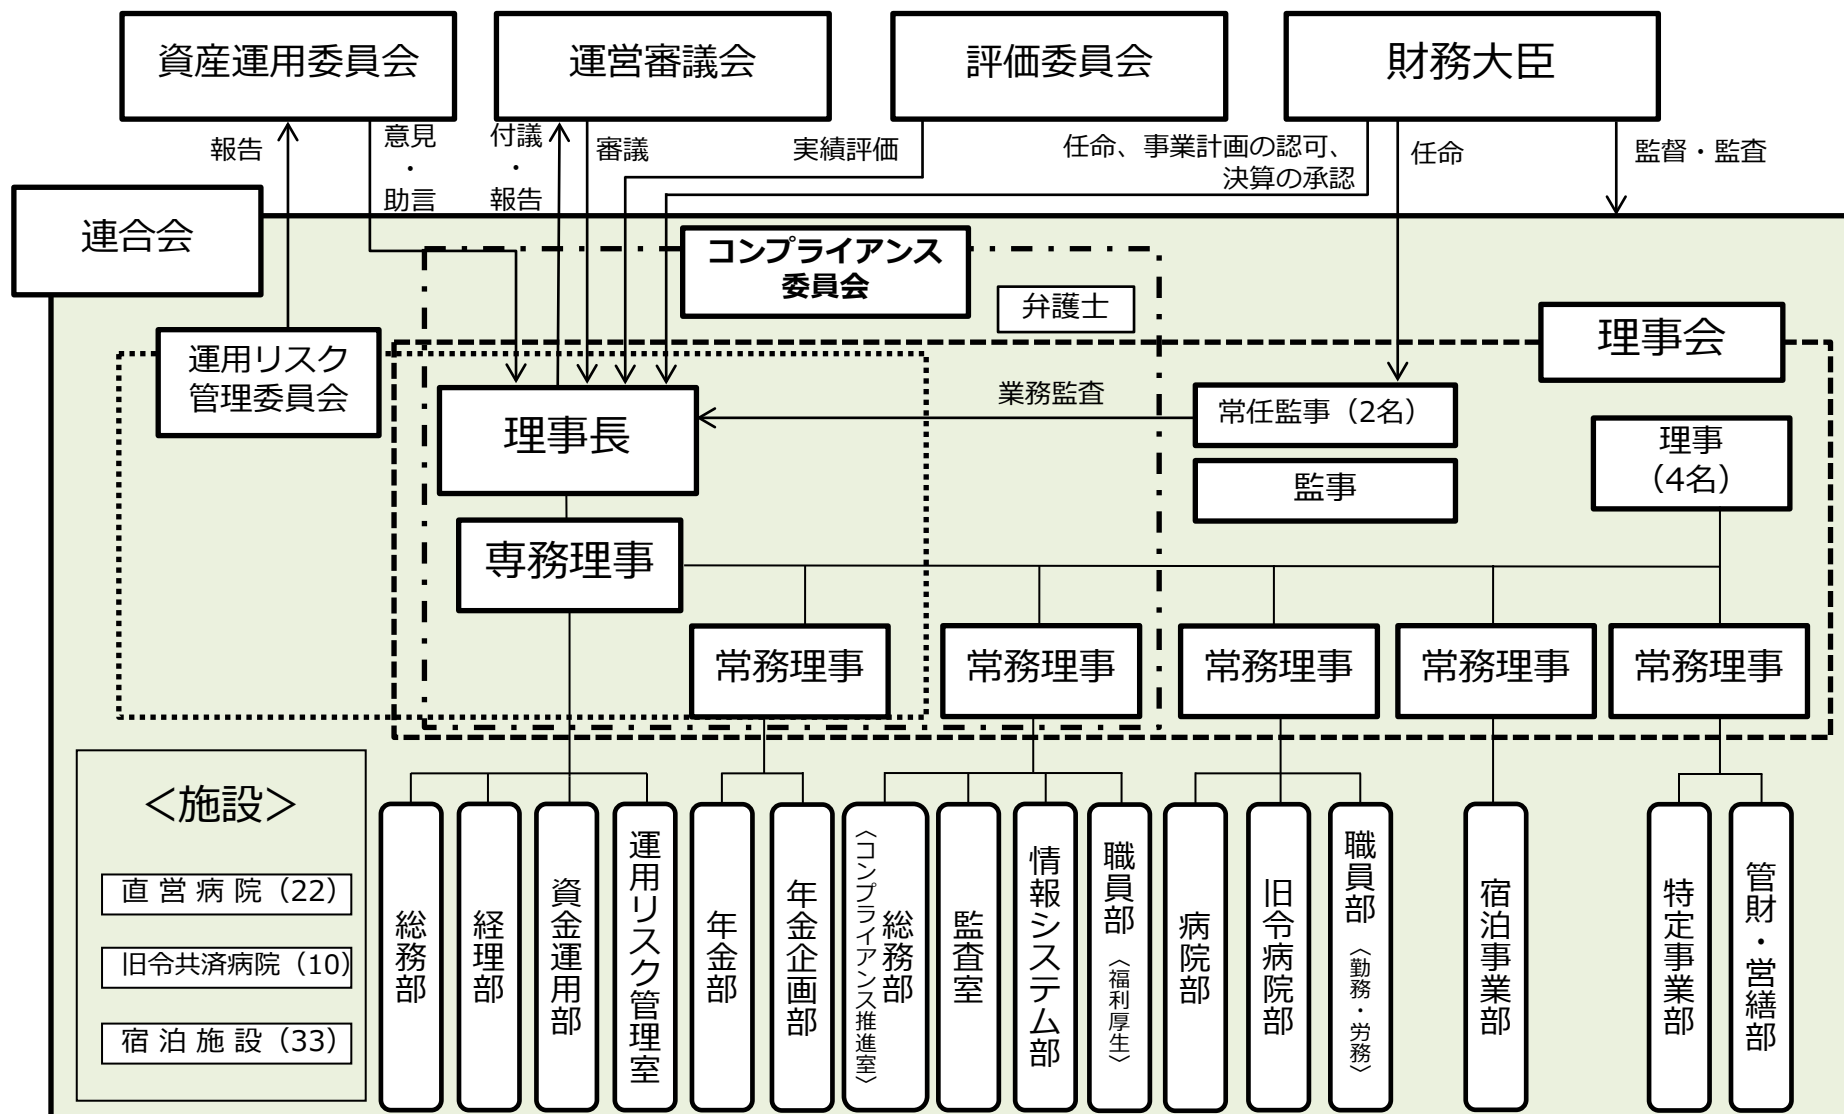 資産運用委員会
運営審議会
評価委員会
財務大臣
報告
意見
・
助言
付議
・
報告
審議
実績評価
任命、事業計画の認可、
決算の承認
任命
監督・監査
連合会
コンプライアンス
委員会
弁護士
理事会
運用リスク
管理委員会
理事長
業務監査
常任監事（2名）
監事
理事
（4名）
専務理事
常務理事
常務理事
常務理事
常務理事
常務理事
＜施設＞
直営病院（22）
旧令共済病院（10）
宿泊施設（33）
総務部
経理部
資金運用部
運用リスク管理室
年金部
年金企画部
総務部
〈コンプライアンス推進室〉
監査室
情報システム部
職員部〈福利厚生〉
病院部
旧令病院部
職員部〈勤務・労務〉
宿泊事業部
特定事業部
管財・営繕部